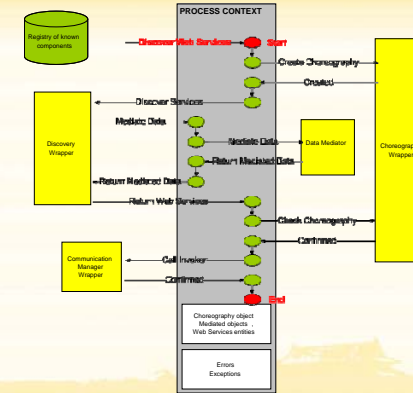 PROCESS CONTEXT
Registry of known
components
Discover Web Services
Start
Create Choreography
Created
Discover Services
Mediate Data
Mediate Data
Discovery
Wrapper
Data Mediator
Choreography
Wrapper
Return Mediated Data
Return Mediated Data
Return Web Services
Check Choreography
Confirmed
Call Invoker
Communication
Manager
Wrapper
Confirmed
End
Choreography object
Mediated objects ,
Web Services entities
Errors
Exceptions